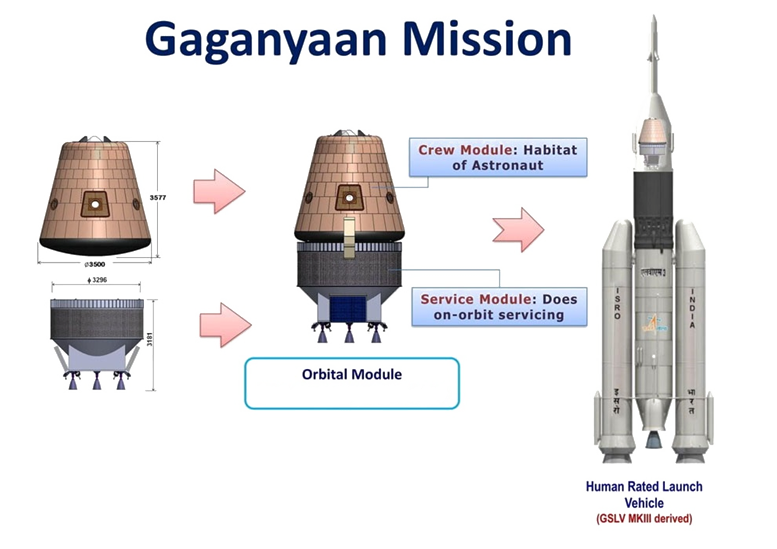 Gaganyaan Mission
Crew Module: Habitat
of Astronaut
3577
ϕ3500
ϕ 3296
3181
Service Module: Does
on-orbit servicing
Orbital Module
ISRO
INDIA
इसरो
भारत
Human Rated Launch
Vehicle
(GSLV MKIII derived)